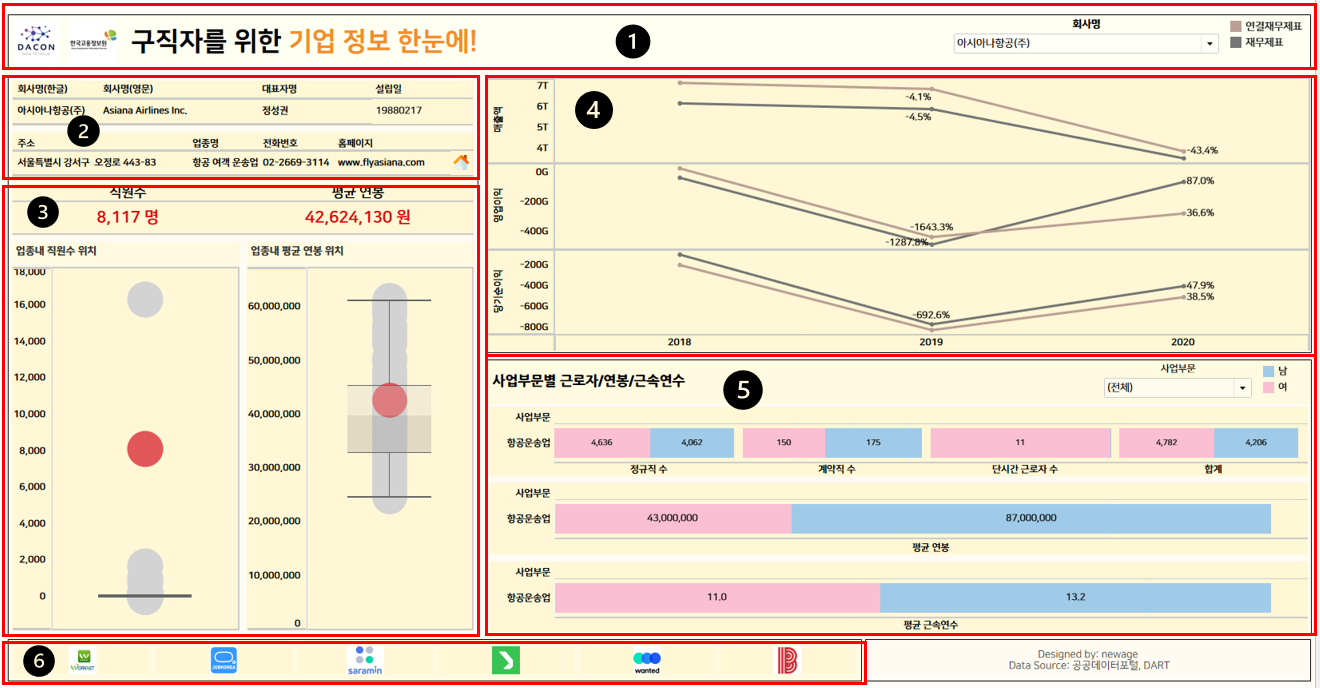 DACON
한국고용정보원
구직자를 위한 기업 정보 한눈에!
1
회사명
아시아나항공(주)
연결재무제표
재무제표
회사명(한글) 회사명(영문) 대표자명 설립일
아시아나항공(주) Asiana Airlines Inc. 정성권 19880217
2
주소 업종명 전화번호 홈페이지
서울특별시 강서구 오정로 443-83 항공 여객 운송업 02-2669-3114 www.flyasiana.com
3
직원수 평균 연봉
8,117 명 42,624,130 원
업종내 직원수 위치
18,000
16,000
14,000
12,000
10,000
8,000
6,000
4,000
2,000
0
업종내 평균 연봉 위치
60,000,000
50,000,000
40,000,000
30,000,000
20,000,000
10,000,000
0
4
매출액
7T
6T
5T
4T
-4.1%
-4.5%
-43.4%
영업이익
0G
-200G
-400G
-1643.3%
-1287.8%
87.0%
36.6%
당기순이익
-200G
-400G
-600G
-800G
-692.6%
47.9%
38.5%
2018 2019 2020
사업부문별 근로자/연봉/근속연수
5
사업부문
(전체)
남
여
사업부문
항공운송업 4,636 4,062 150 175 11 4,782 4,206
정규직 수 계약직 수 단시간 근로자 수 합계
사업부문
항공운송업 43,000,000 87,000,000
평균 연봉
사업부문
항공운송업 11.0 13.2
평균 근속연수
6
WORKNET
JOBKOREA
saramin
wanted
Designed by: newage
Data Source: 공공데이터포털, DART